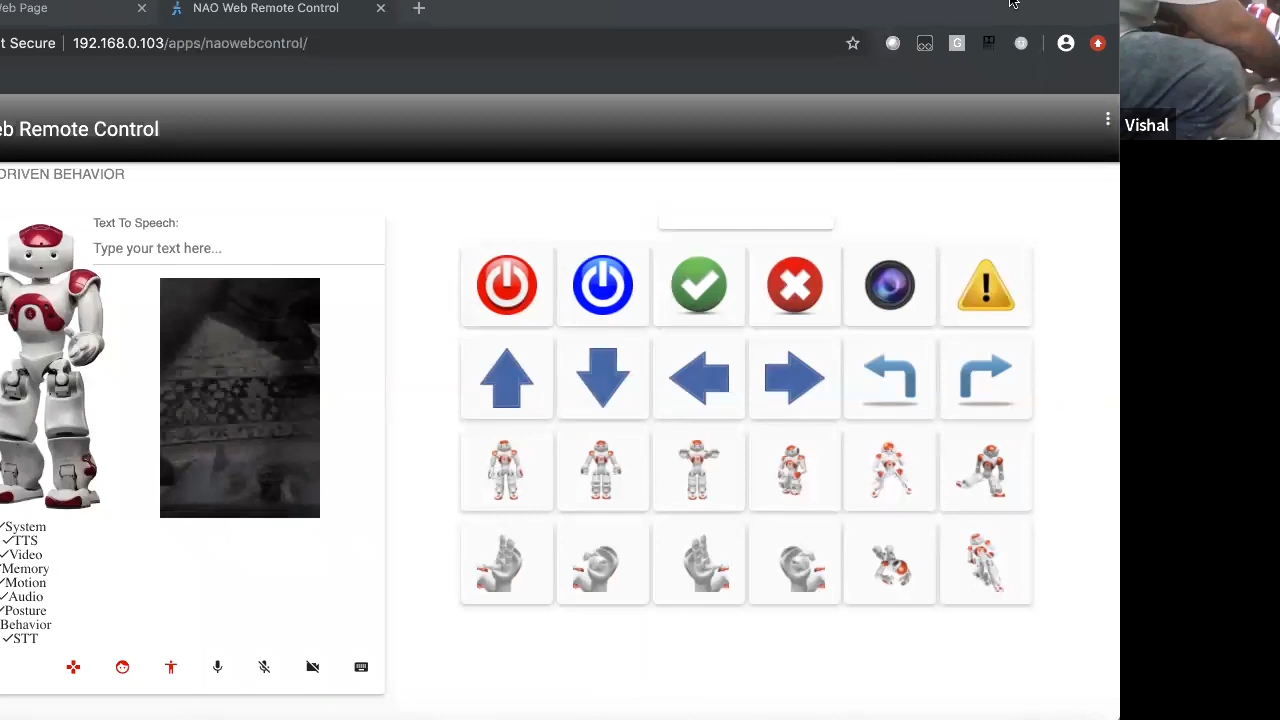 eb Page
NAO Web Remote Control
t Secure 192.168.0.103/apps/naowebcontrol/
Vishal
eb Remote Control
DRIVEN BEHAVIOR
Text To Speech:
Type your text here...
✓System
✓TTS
✓Video
Memory
✓Motion
✓Audio
✓Posture
Behavior
✓STT